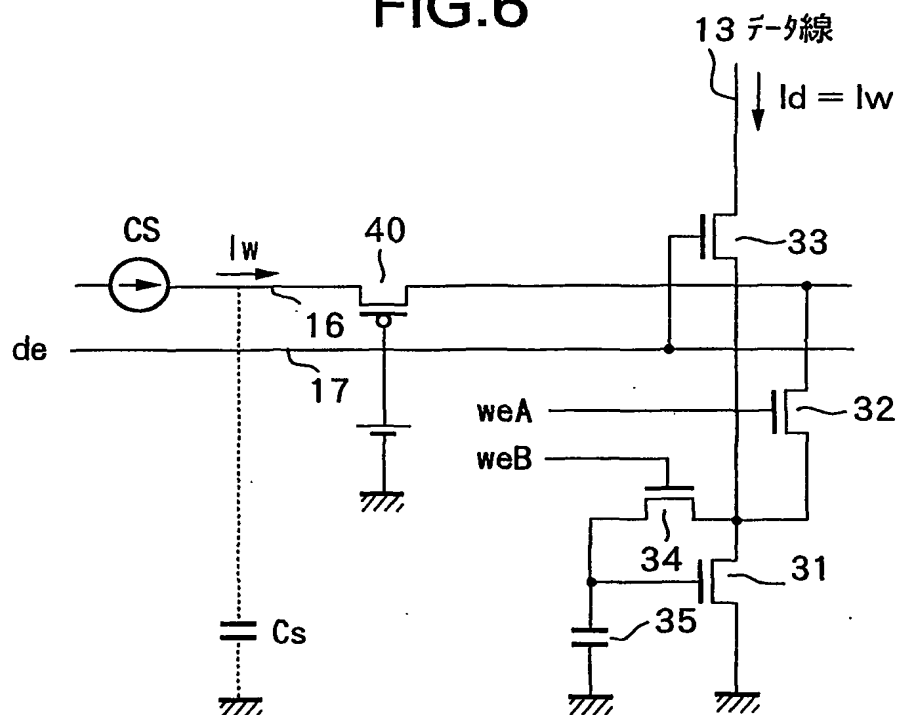 FIG.6
13 データ線
Id = Iw
CS
Iw
40
33
16
de
17
weA
32
weB
34
31
35
Cs